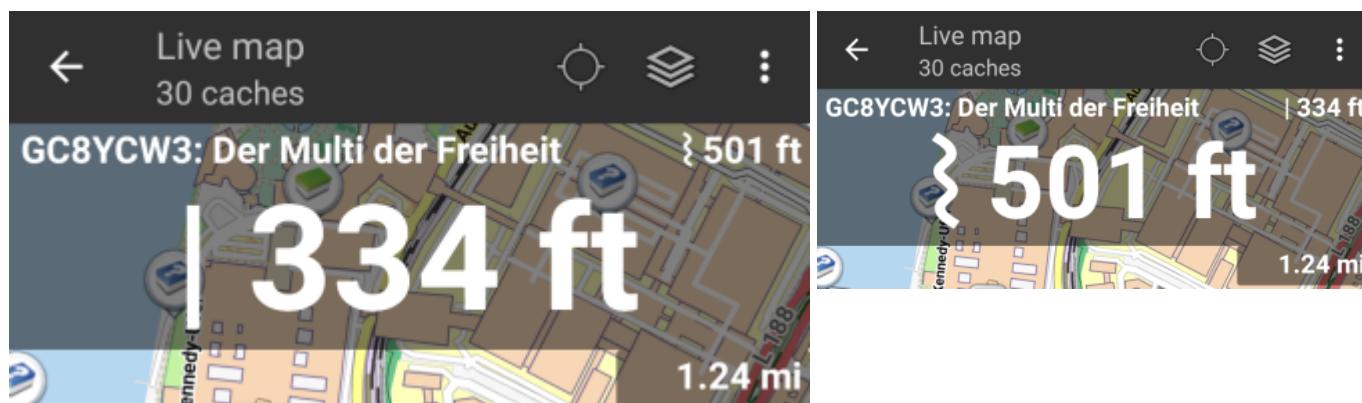 Live map
30 caches
GC8YCW3: Der Multi der Freiheit ⌇ 501 ft
| 334 ft
L 188
1.24 mi
Live map
30 caches
GC8YCW3: Der Multi der Freiheit | 334 ft
⌇ 501 ft
1.24 mi